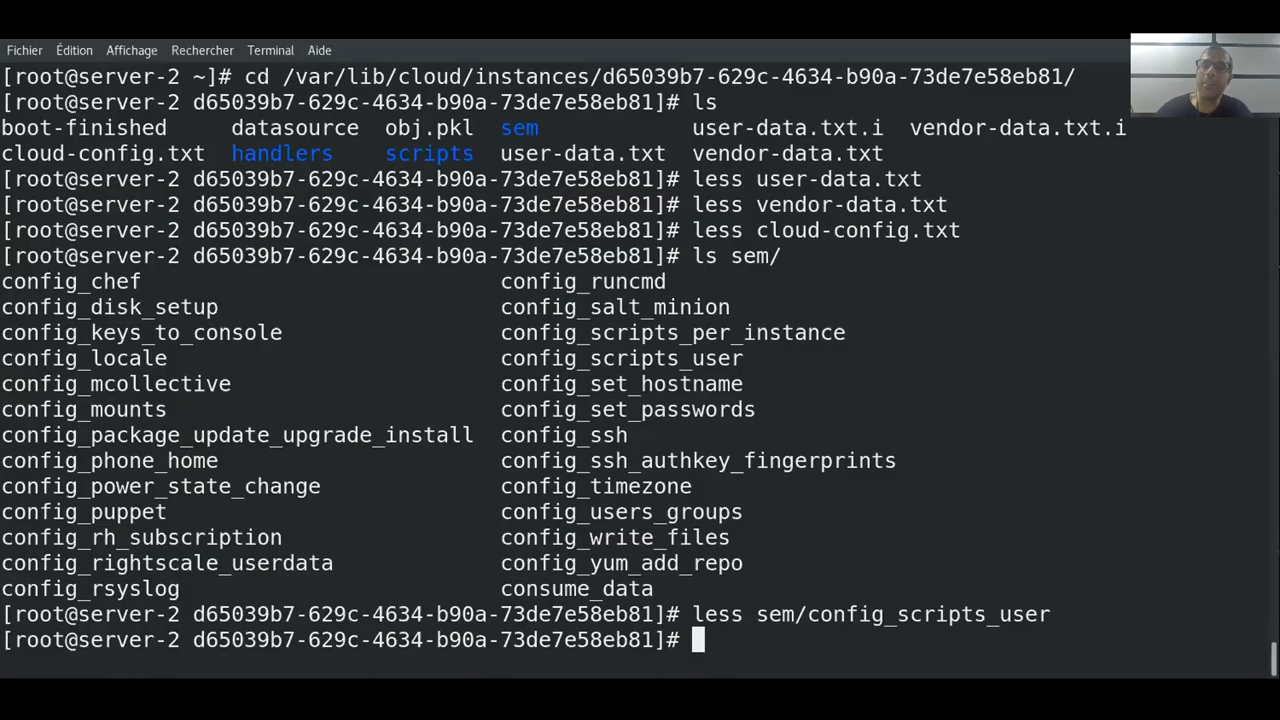 Fichier Édition Affichage Rechercher Terminal Aide
[root@server-2 ~]# cd /var/lib/cloud/instances/d65039b7-629c-4634-b90a-73de7e58eb81/
[root@server-2 d65039b7-629c-4634-b90a-73de7e58eb81]# ls
boot-finished datasource obj.pkl sem user-data.txt.i vendor-data.txt.i
cloud-config.txt handlers scripts user-data.txt vendor-data.txt
[root@server-2 d65039b7-629c-4634-b90a-73de7e58eb81]# less user-data.txt
[root@server-2 d65039b7-629c-4634-b90a-73de7e58eb81]# less vendor-data.txt
[root@server-2 d65039b7-629c-4634-b90a-73de7e58eb81]# less cloud-config.txt
[root@server-2 d65039b7-629c-4634-b90a-73de7e58eb81]# ls sem/
config_chef config_runcmd
config_disk_setup config_salt_minion
config_keys_to_console config_scripts_per_instance
config_locale config_scripts_user
config_mcollective config_set_hostname
config_mounts config_set_passwords
config_package_update_upgrade_install config_ssh
config_phone_home config_ssh_authkey_fingerprints
config_power_state_change config_timezone
config_puppet config_users_groups
config_rh_subscription config_write_files
config_rightscale_userdata config_yum_add_repo
config_rsyslog consume_data
[root@server-2 d65039b7-629c-4634-b90a-73de7e58eb81]# less sem/config_scripts_user
[root@server-2 d65039b7-629c-4634-b90a-73de7e58eb81]#